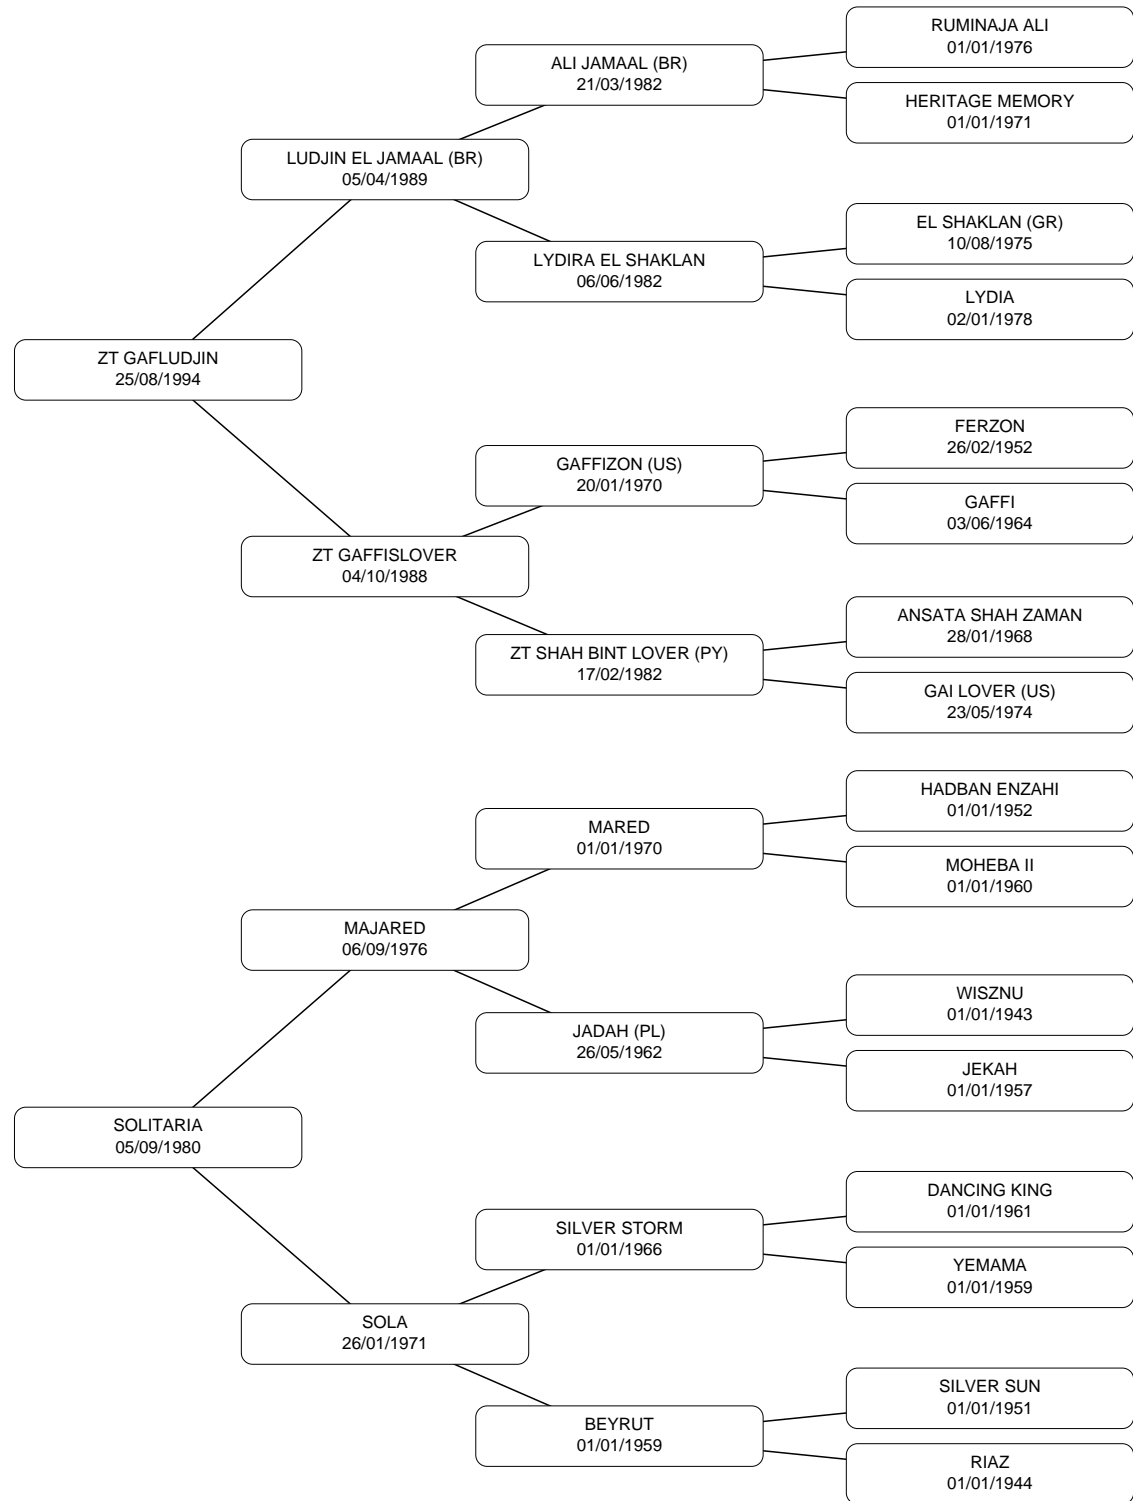 RUMINAJA ALI
01/01/1976
ALI JAMAAL (BR)
21/03/1982
HERITAGE MEMORY
01/01/1971
LUDJIN EL JAMAAL (BR)
05/04/1989
EL SHAKLAN (GR)
10/08/1975
LYDIRA EL SHAKLAN
06/06/1982
LYDIA
02/01/1978
ZT GAFLUDJIN
25/08/1994
FERZON
26/02/1952
GAFFIZON (US)
20/01/1970
GAFFI
03/06/1964
ZT GAFFISLOVER
04/10/1988
ANSATA SHAH ZAMAN
28/01/1968
ZT SHAH BINT LOVER (PY)
17/02/1982
GAI LOVER (US)
23/05/1974
HADBAN ENZAHI
01/01/1952
MARED
01/01/1970
MOHEBA II
01/01/1960
MAJARED
06/09/1976
WISZNU
01/01/1943
JADAH (PL)
26/05/1962
JEKAH
01/01/1957
SOLITARIA
05/09/1980
DANCING KING
01/01/1961
SILVER STORM
01/01/1966
YEMAMA
01/01/1959
SOLA
26/01/1971
SILVER SUN
01/01/1951
BEYRUT
01/01/1959
RIAZ
01/01/1944